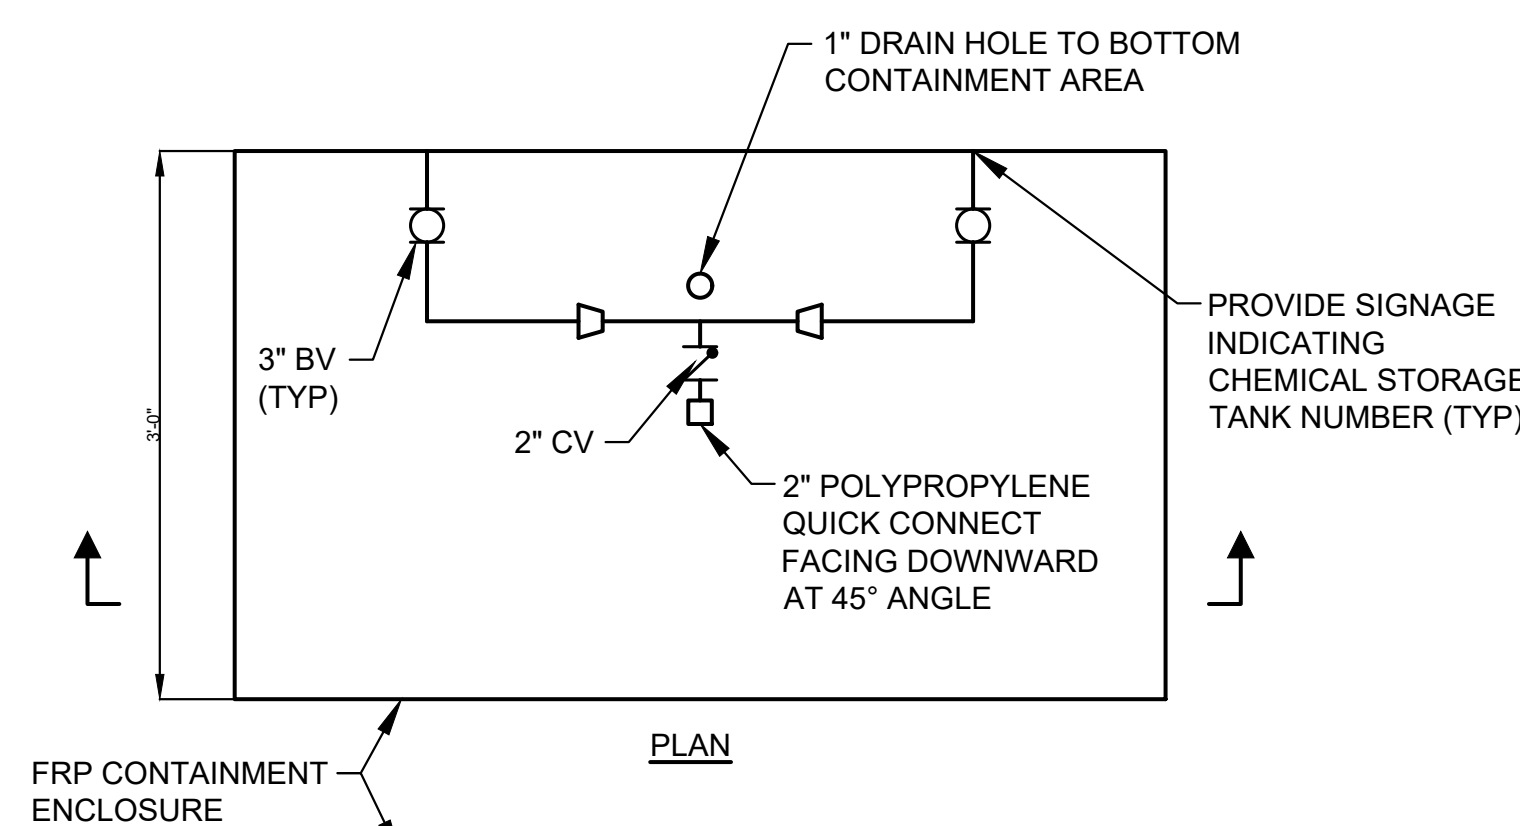 1" DRAIN HOLE TO BOTTOM
CONTAINMENT AREA
PROVIDE SIGNAGE
INDICATING
CHEMICAL STORAGE
TANK NUMBER (TYP)
3" BV
(TYP)
3'-0"
2" CV
2" POLYPROPYLENE
QUICK CONNECT
FACING DOWNWARD
AT 45° ANGLE
PLAN
FRP CONTAINMENT
ENCLOSURE